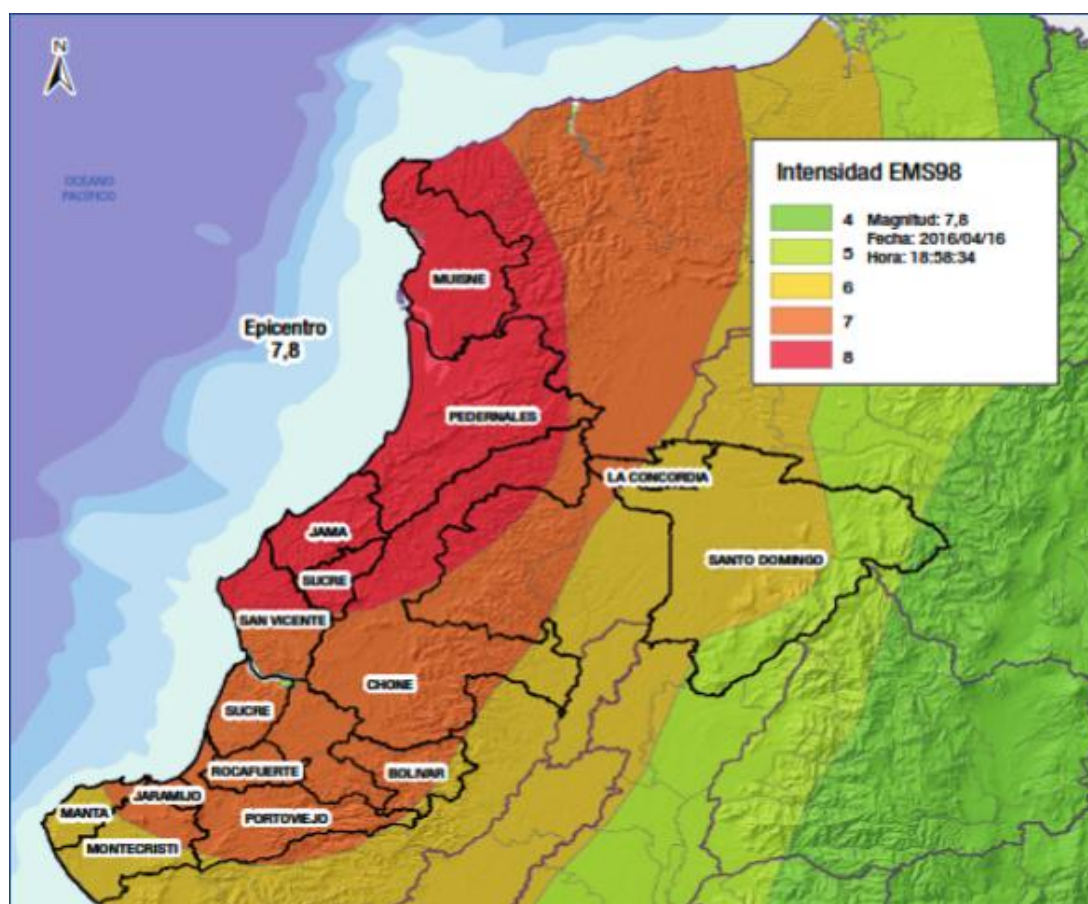 N
OCÉANO
PACÍFICO
Intensidad EMS98
4 Magnitud: 7,8
Fecha: 2016/04/16
5 Hora: 18:58:34
6
7
8
MUISNE
Epicentro
7,8
PEDERNALES
LA CONCORDIA
JAMA
SUCRE
SANTO DOMINGO
SAN VICENTE
CHONE
SUCRE
ROCAFUERTE
BOLIVAR
JARAMIJO
MANTA
PORTOVIEJO
MONTECRISTI